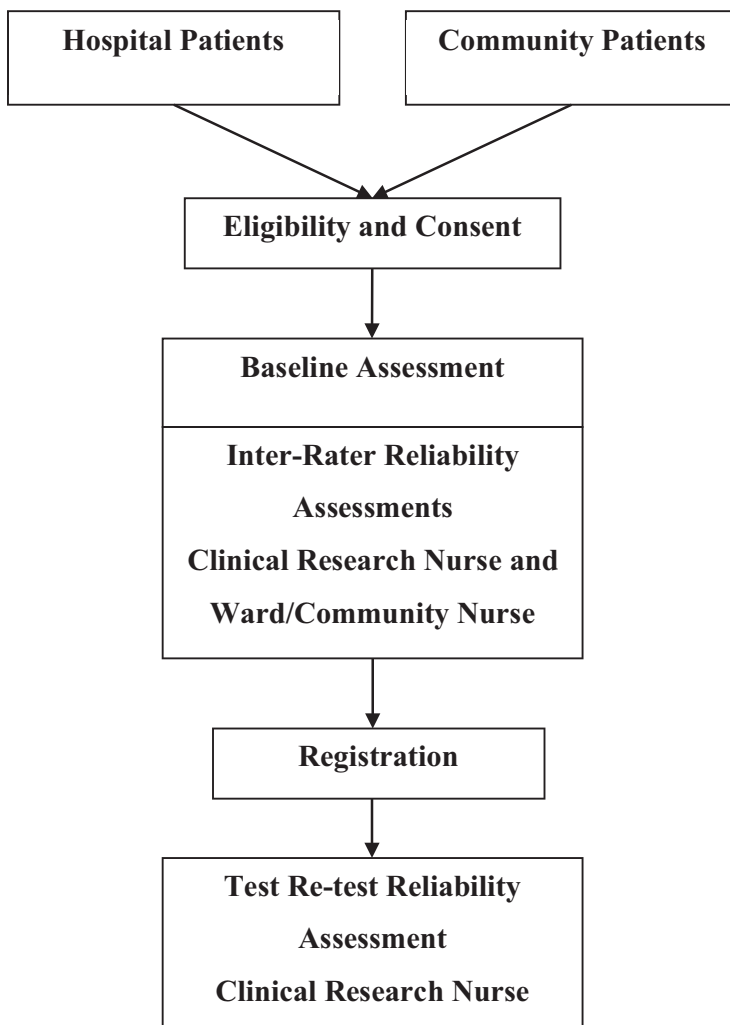 Hospital Patients
Community Patients
Eligibility and Consent
Baseline Assessment
Inter-Rater Reliability
Assessments
Clinical Research Nurse and
Ward/Community Nurse
Registration
Test Re-test Reliability
Assessment
Clinical Research Nurse